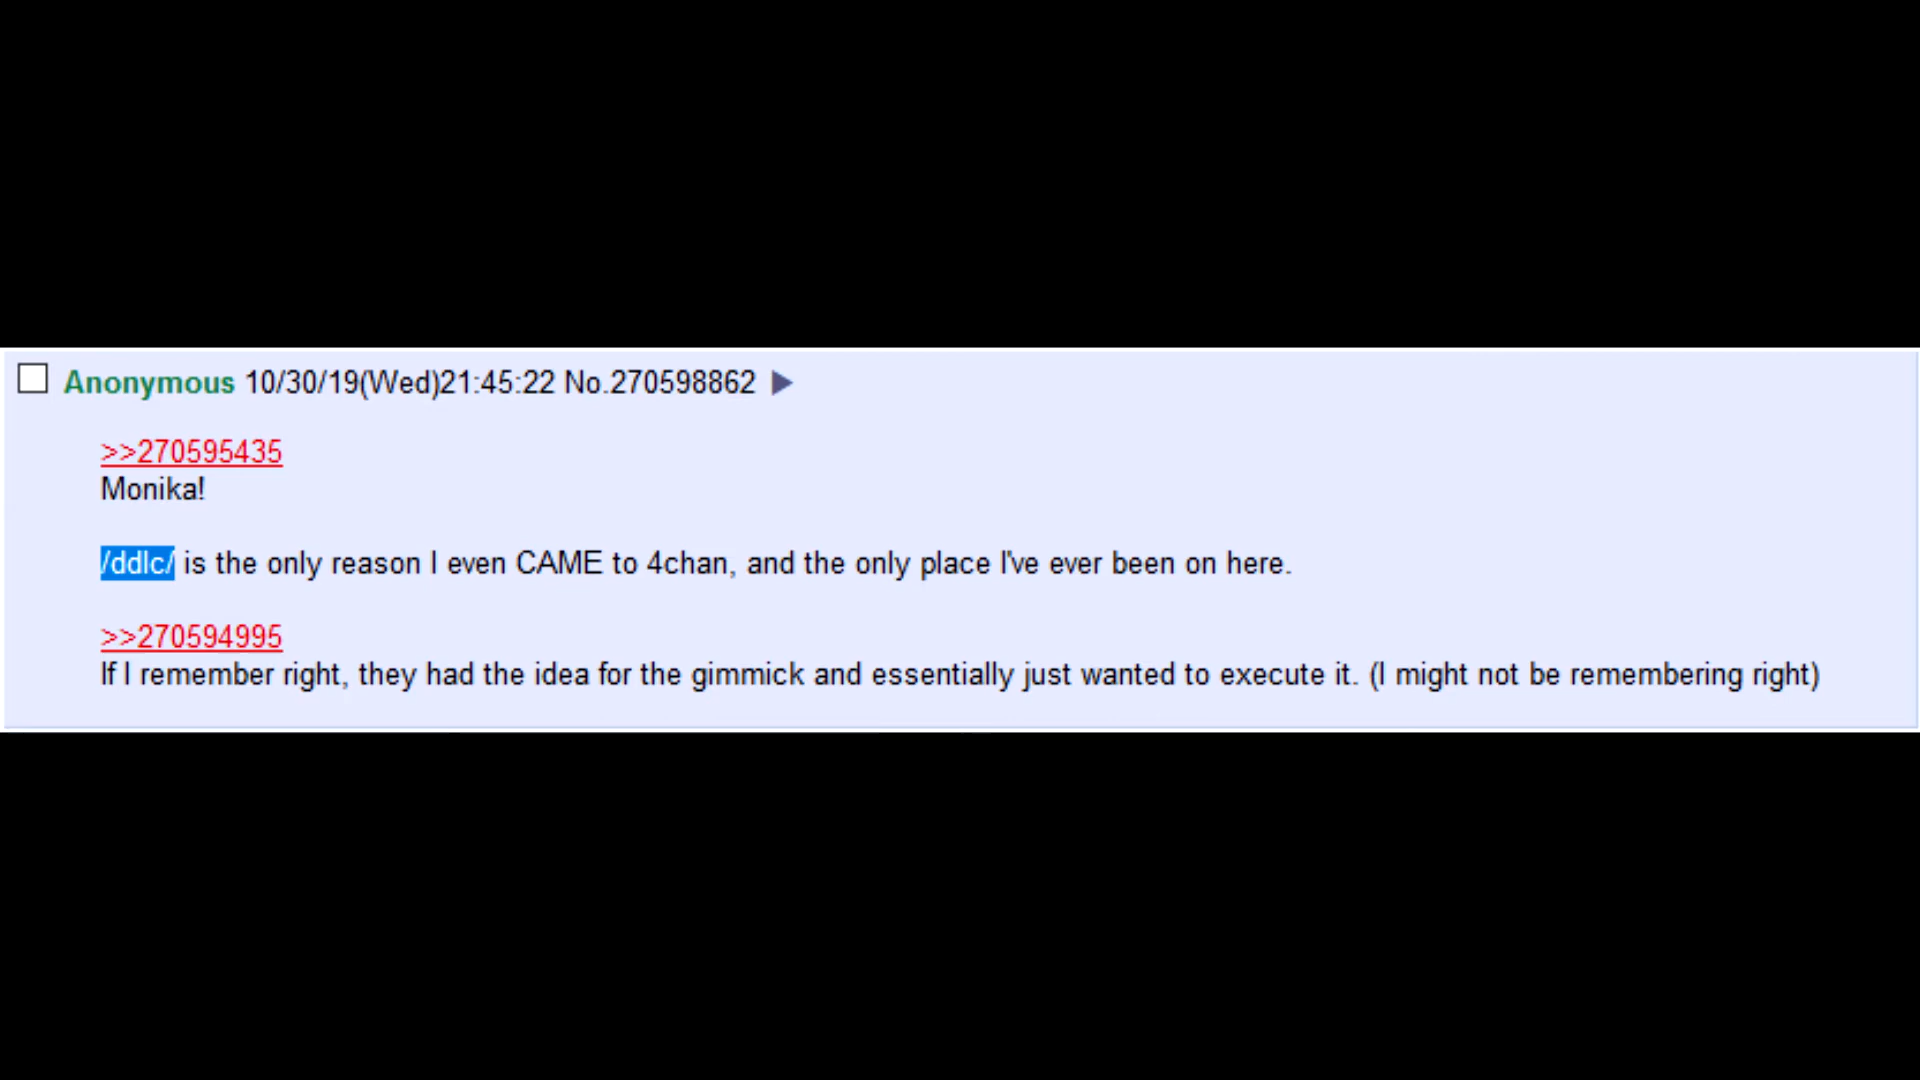 Anonymous 10/30/19(Wed)21:45:22 No.270598862 ▶
>>270595435
Monika!
/ddlc/ is the only reason I even CAME to 4chan, and the only place I've ever been on here.
>>270594995
If I remember right, they had the idea for the gimmick and essentially just wanted to execute it. (I might not be remembering right)